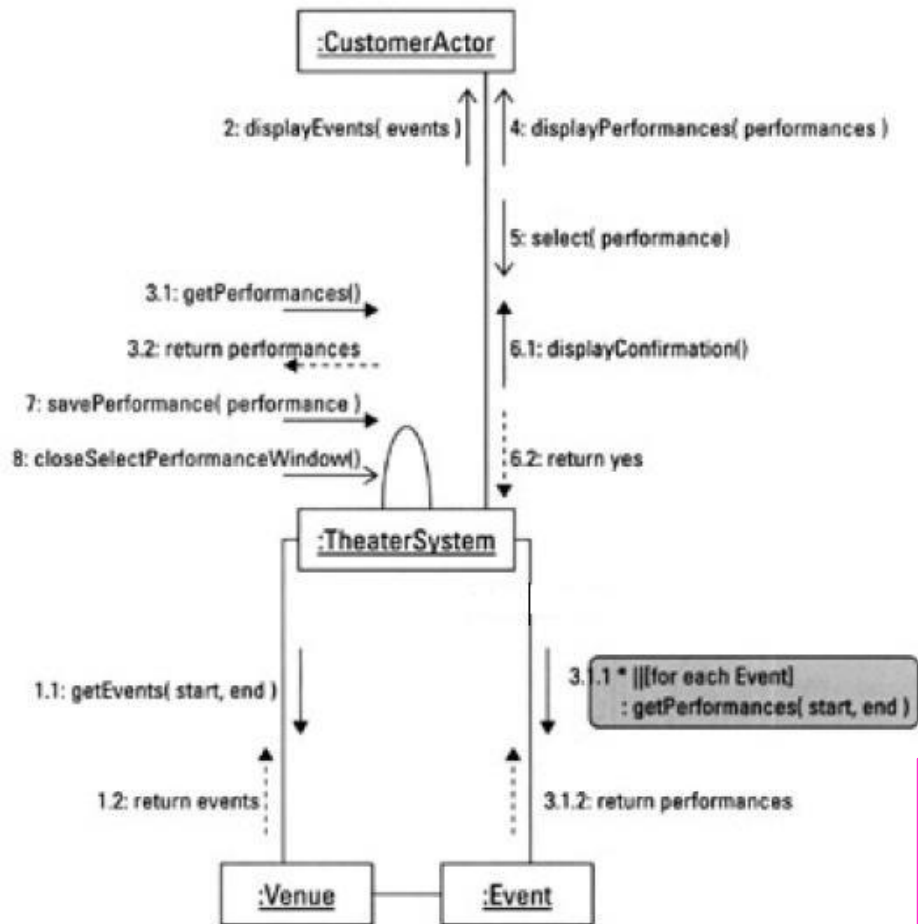 :CustomerActor
2: displayEvents( events )
4: displayPerformances( performances )
5: select( performance)
3.1: getPerformances()
3.2: return performances
6.1: displayConfirmation()
7: savePerformance( performance )
8: closeSelectPerformanceWindow()
6.2: return yes
:TheaterSystem
1.1: getEvents( start, end )
3.1.1 * ||[for each Event]
: getPerformances( start, end )
1.2: return events
3.1.2: return performances
:Venue
:Event